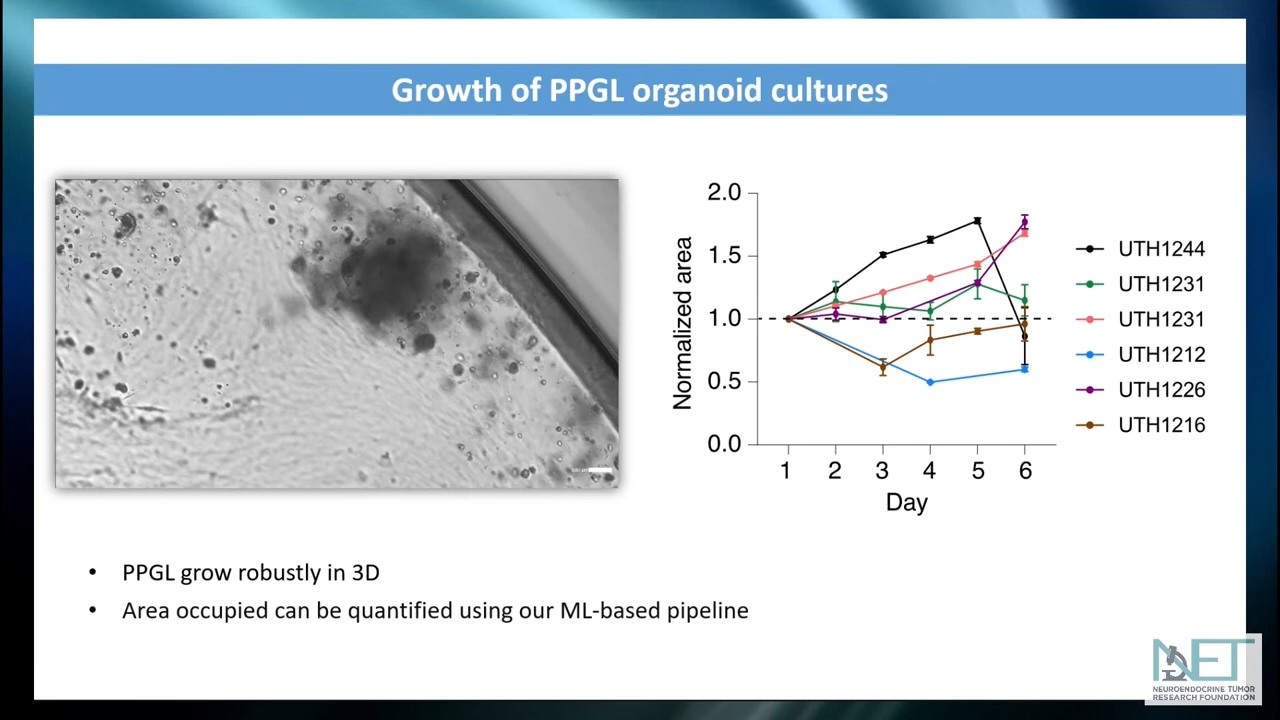 Growth of PPGL organoid cultures
2.0
1.5
1.0
0.5
0.0
Normalized area
1 2 3 4 5 6
Day
UTH1244
UTH1231
UTH1231
UTH1212
UTH1226
UTH1216
• PPGL grow robustly in 3D
• Area occupied can be quantified using our ML-based pipeline
NET
NEUROENDOCRINE TUMOR
RESEARCH FOUNDATION